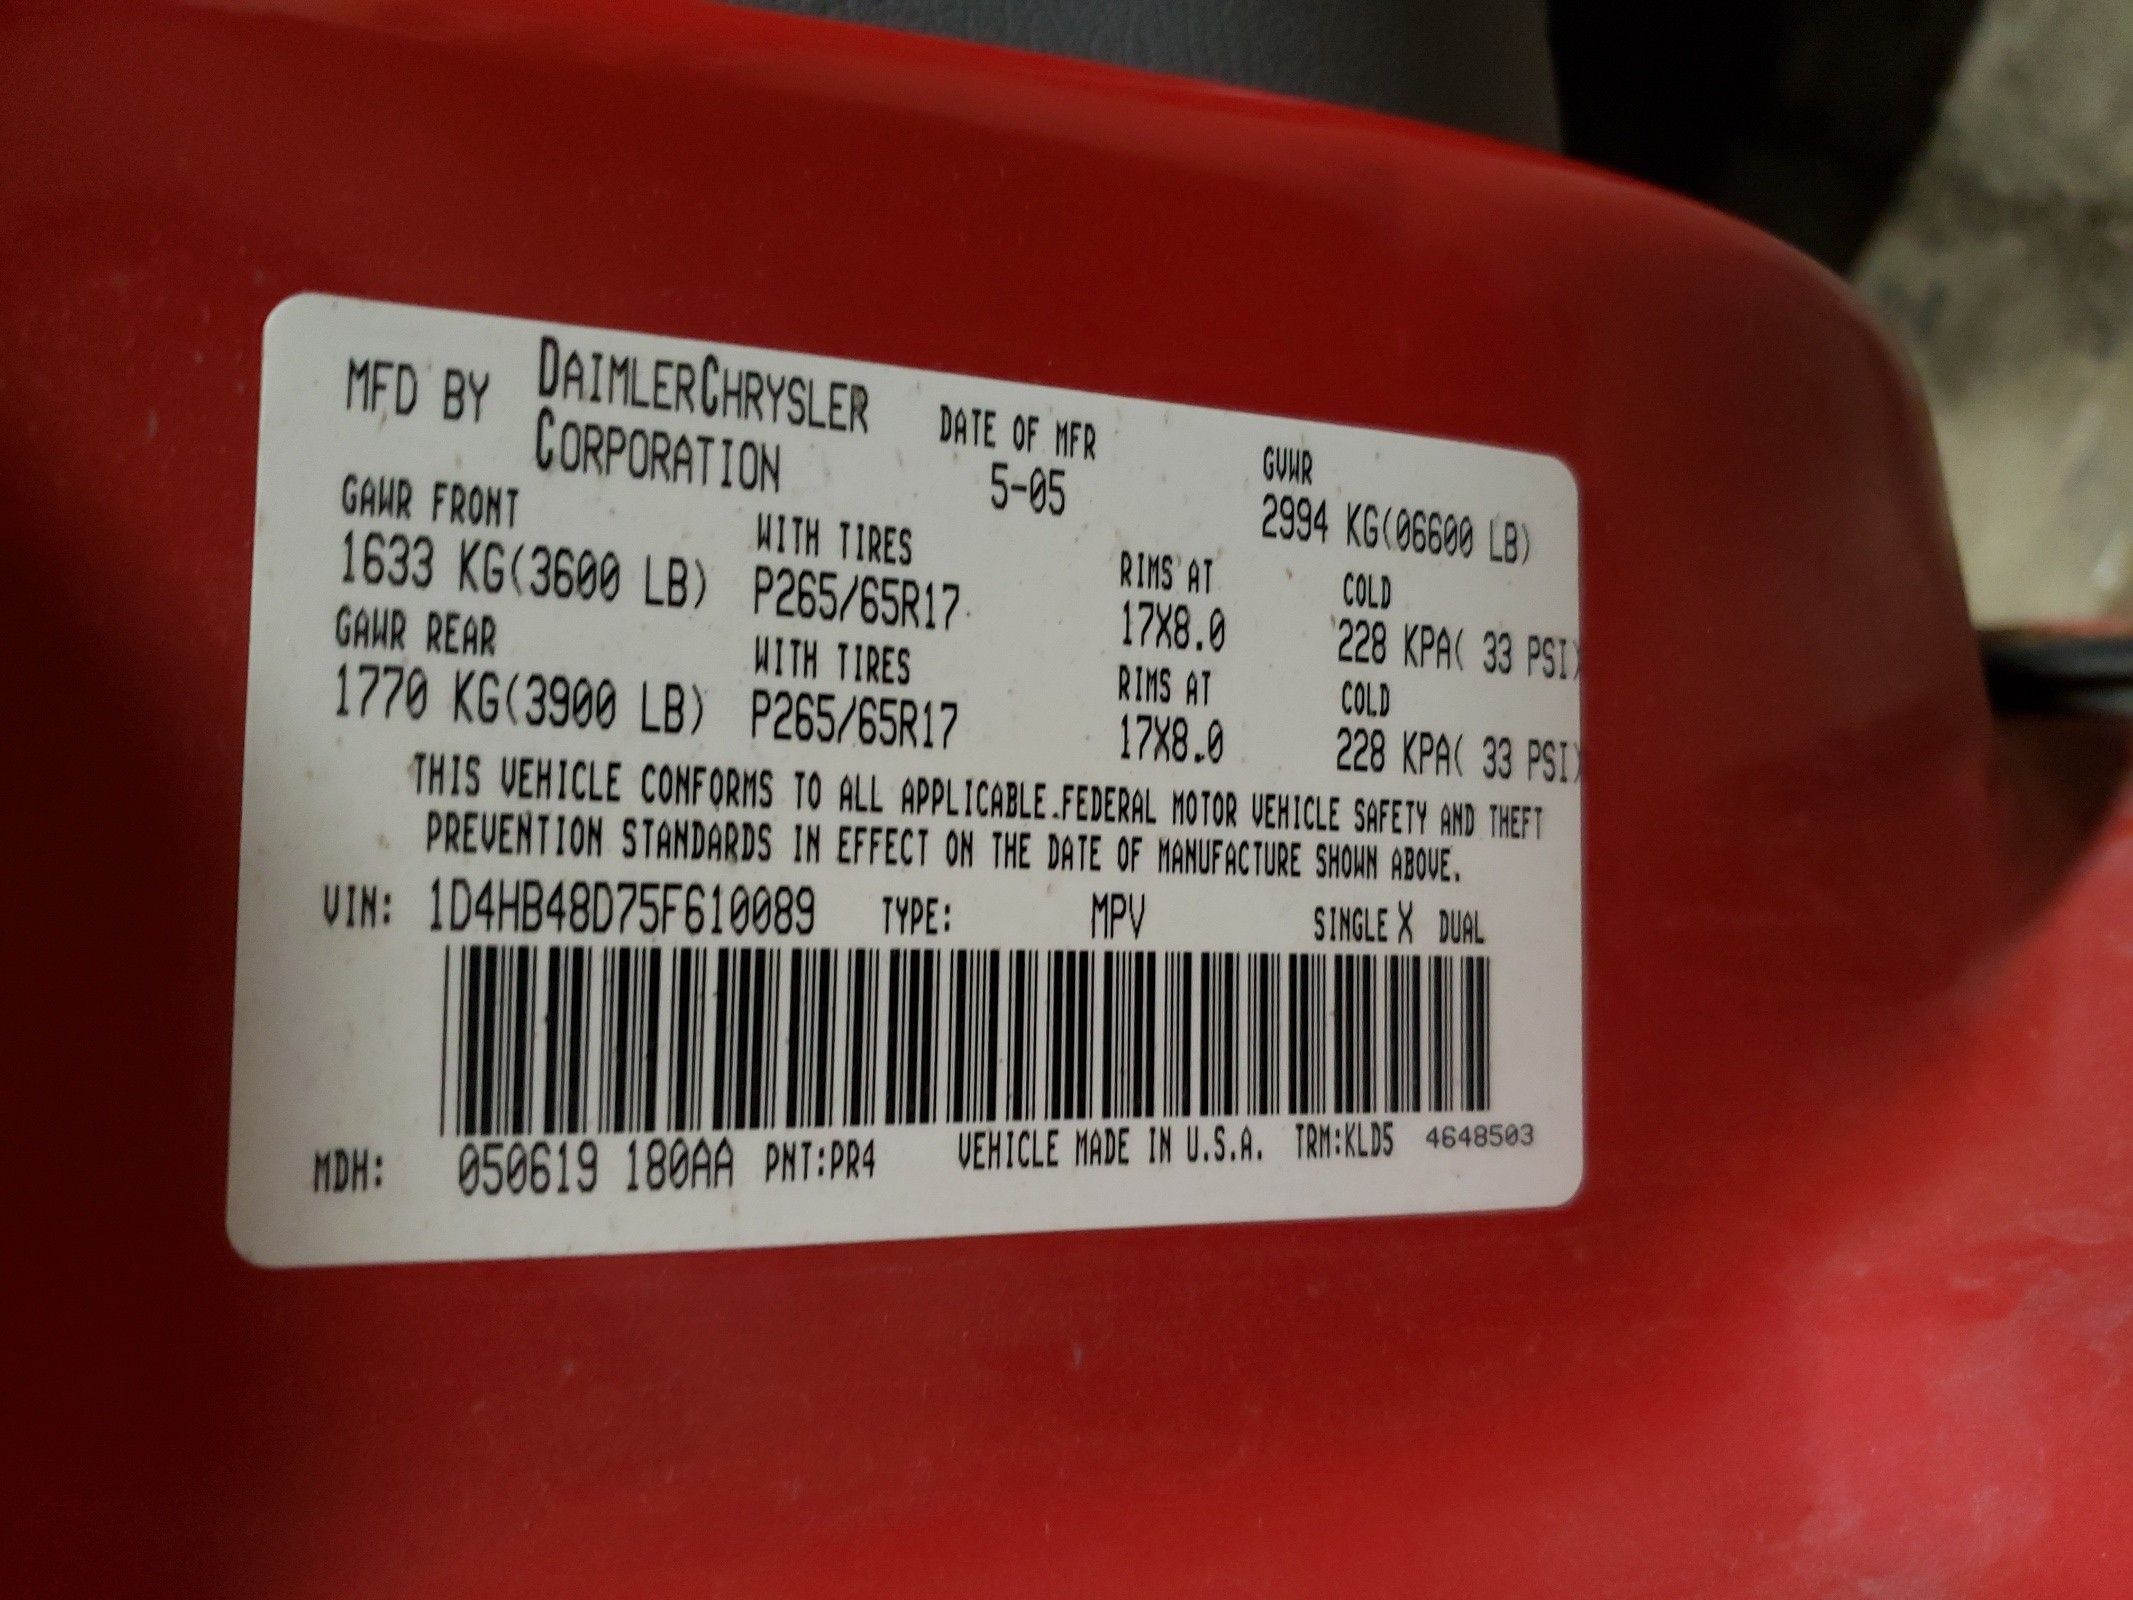 MFD BY DAIMLERCHRYSLER CORPORATION DATE OF MFR 5-05 GVWR 2994 KG(06600 LB)
GAWR FRONT WITH TIRES RIMS AT COLD
1633 KG(3600 LB) P265/65R17 17X8.0 228 KPA( 33 PSI)
GAWR REAR WITH TIRES RIMS AT COLD
1770 KG(3900 LB) P265/65R17 17X8.0 228 KPA( 33 PSI)
THIS VEHICLE CONFORMS TO ALL APPLICABLE FEDERAL MOTOR VEHICLE SAFETY AND THEFT
PREVENTION STANDARDS IN EFFECT ON THE DATE OF MANUFACTURE SHOWN ABOVE.
VIN: 1D4HB48D75F610089 TYPE: MPV SINGLE X DUAL
MDH: 050619 180AA PNT:PR4 VEHICLE MADE IN U.S.A. TRM:KLD5 4648503